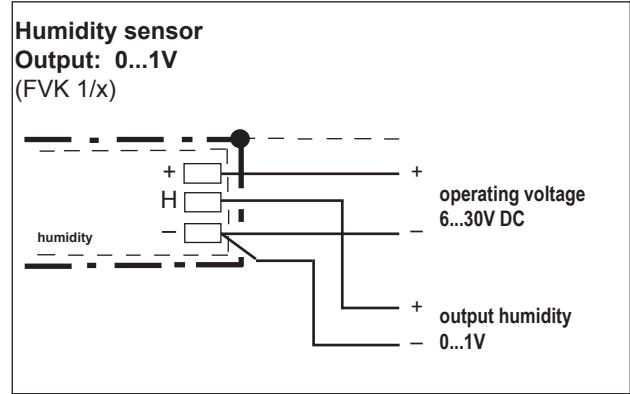 Humidity sensor
Output: 0...1V
(FVK 1/x)
+
H
–
humidity
+
operating voltage
6...30V DC
–
+
output humidity
– 0...1V